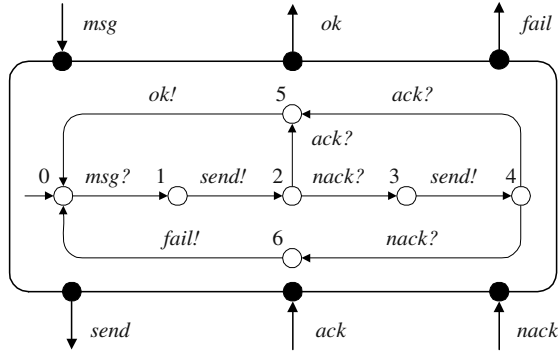 msg ok fail
ok! 5 ack?
ack?
0 msg? 1 send! 2 nack? 3 send! 4
fail! 6 nack?
send ack nack